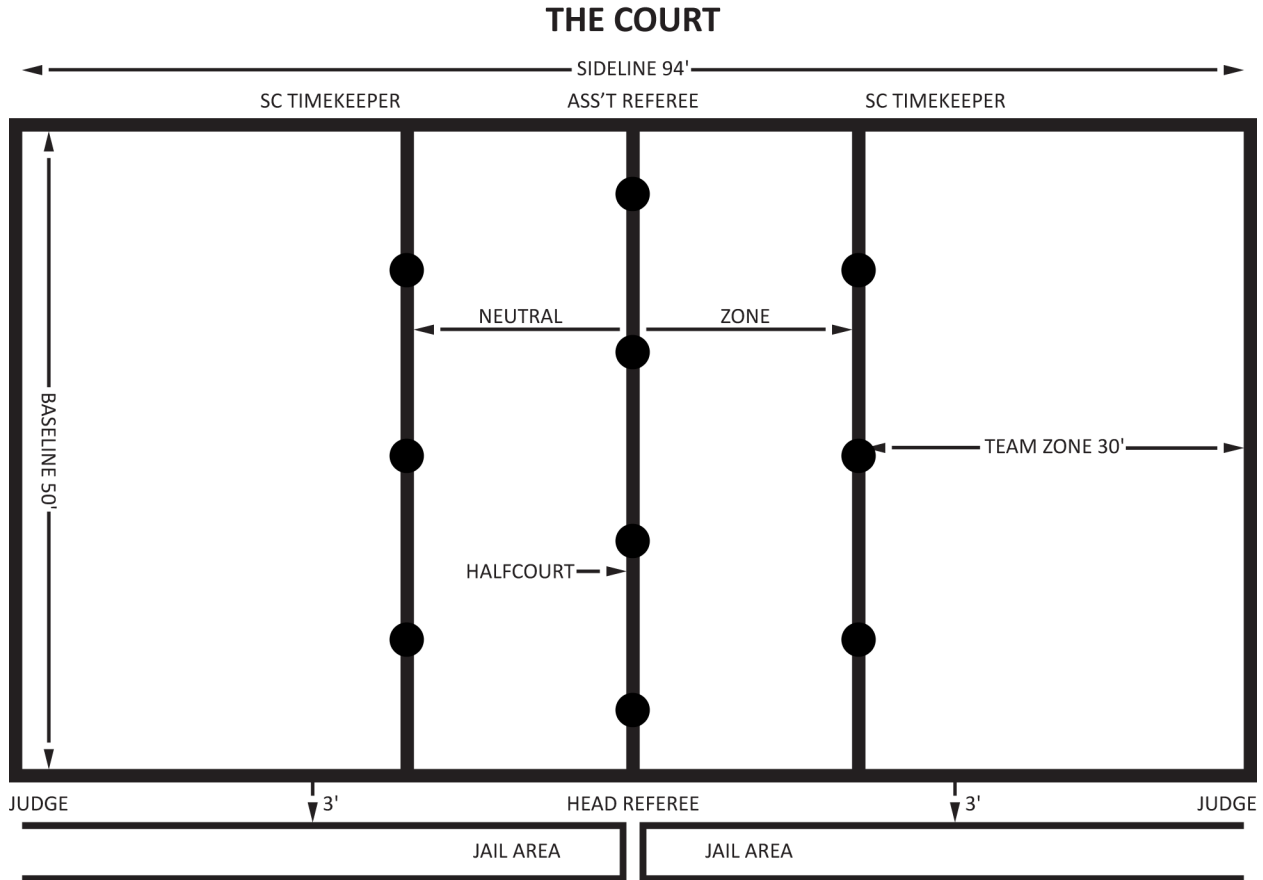 THE COURT
SIDELINE 94'
SC TIMEKEEPER
ASS'T REFEREE
SC TIMEKEEPER
NEUTRAL
ZONE
BASELINE 50'
TEAM ZONE 30'
HALFCOURT
JUDGE
3'
HEAD REFEREE
3'
JUDGE
JAIL AREA
JAIL AREA